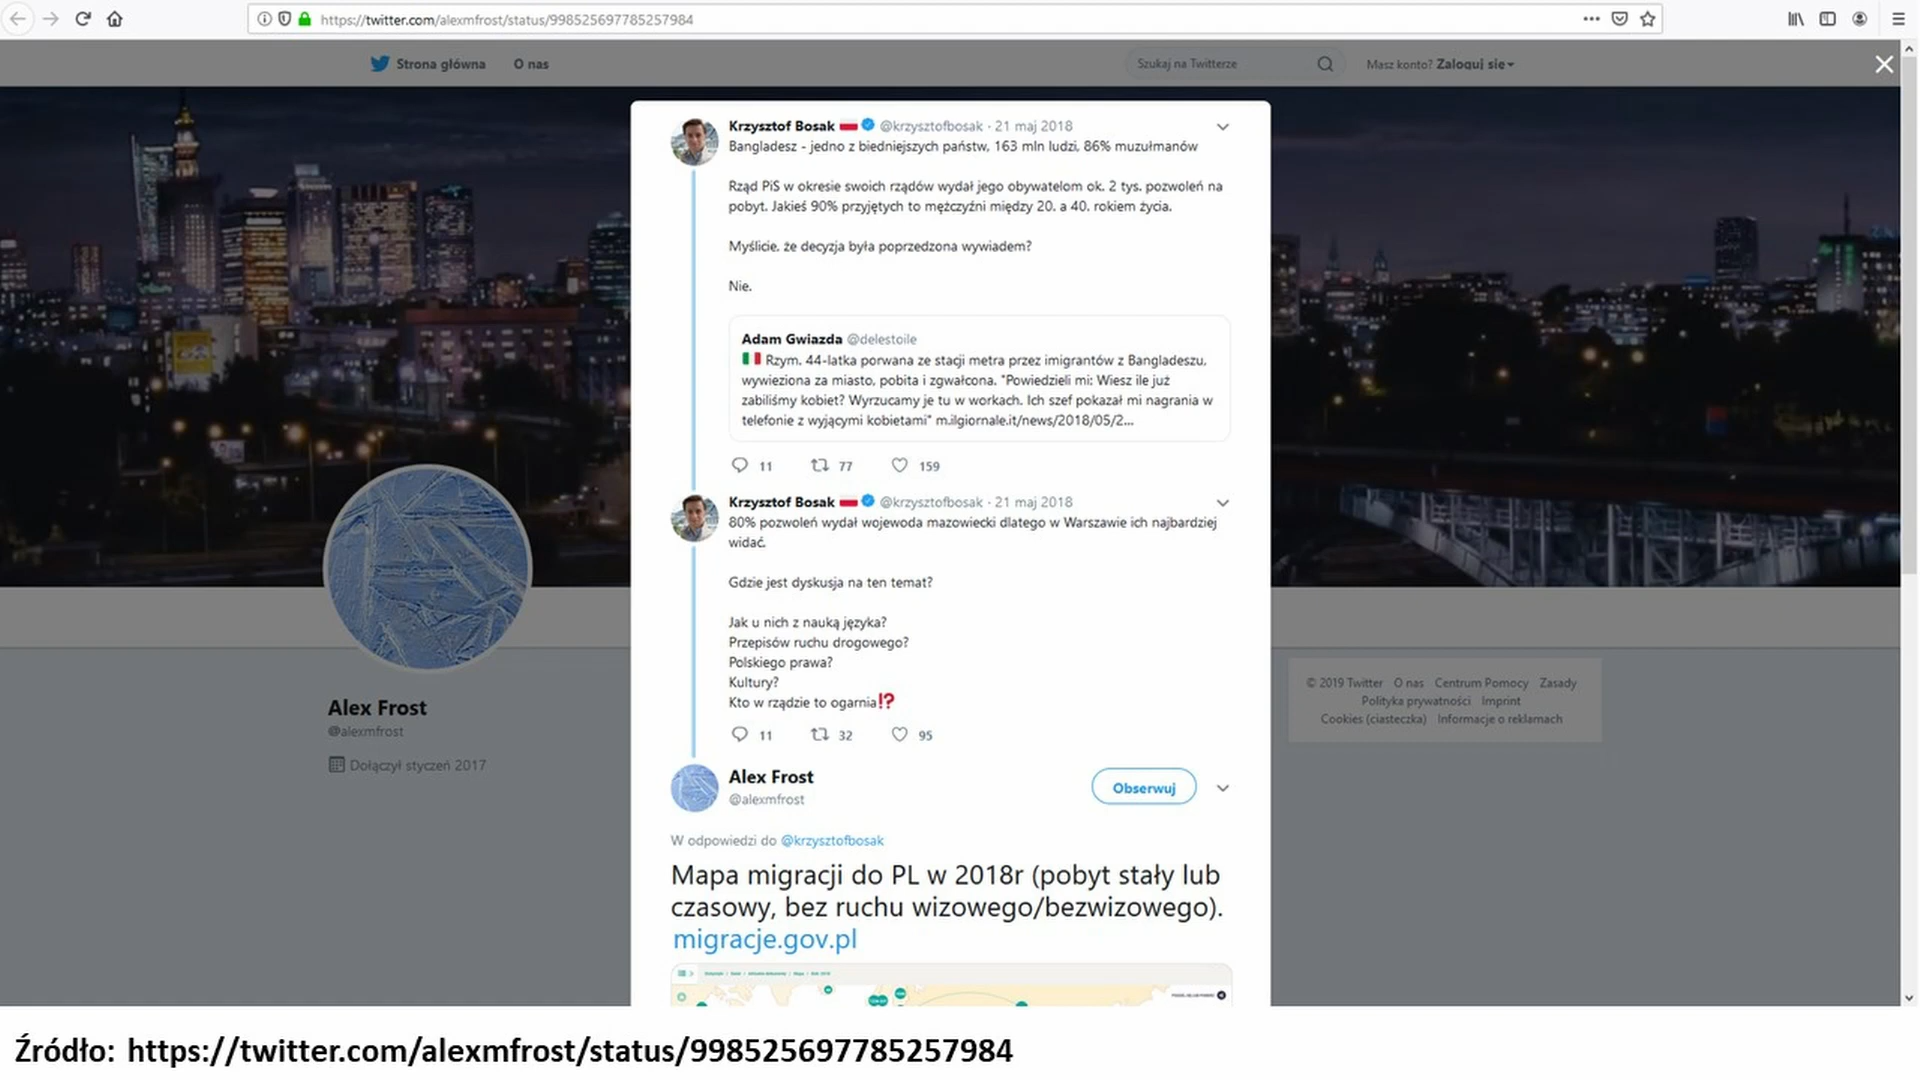 https://twitter.com/alexmfrost/status/998525697785257984
Strona główna
O nas
Szukaj na Twitterze
Masz konto? Zaloguj się
Krzysztof Bosak @krzysztofbosak · 21 maj 2018
Bangladesz - jedno z biedniejszych państw, 163 mln ludzi, 86% muzułmanów
Rząd PiS w okresie swoich rządów wydał jego obywatelom ok. 2 tys. pozwoleń na
pobyt. Jakieś 90% przyjętych to mężczyźni między 20. a 40. rokiem życia.
Myślicie, że decyzja była poprzedzona wywiadem?
Nie.
Adam Gwiazda @delestoile
Rzym. 44-latka porwana ze stacji metra przez imigrantów z Bangladeszu,
wywieziona za miasto, pobita i zgwałcona. "Powiedzieli mi: Wiesz ile już
zabiliśmy kobiet? Wyrzucamy je tu w workach. Ich szef pokazał mi nagrania w
telefonie z wyjącymi kobietami" m.ilgiornale.it/news/2018/05/2...
11 77 159
Krzysztof Bosak @krzysztofbosak · 21 maj 2018
80% pozwoleń wydał wojewoda mazowiecki dlatego w Warszawie ich najbardziej
widać.
Gdzie jest dyskusja na ten temat?
Jak u nich z nauką języka?
Przepisów ruchu drogowego?
Polskiego prawa?
Kultury?
Kto w rządzie to ogarnia⁉
11 32 95
Alex Frost
@alexmfrost
Obserwuj
W odpowiedzi do @krzysztofbosak
Mapa migracji do PL w 2018r (pobyt stały lub
czasowy, bez ruchu wizowego/bezwizowego).
migracje.gov.pl
Alex Frost
@alexmfrost
Dołączył styczeń 2017
© 2019 Twitter O nas Centrum Pomocy Zasady
Polityka prywatności Imprint
Cookies (ciasteczka) Informacje o reklamach
Źródło: https://twitter.com/alexmfrost/status/998525697785257984